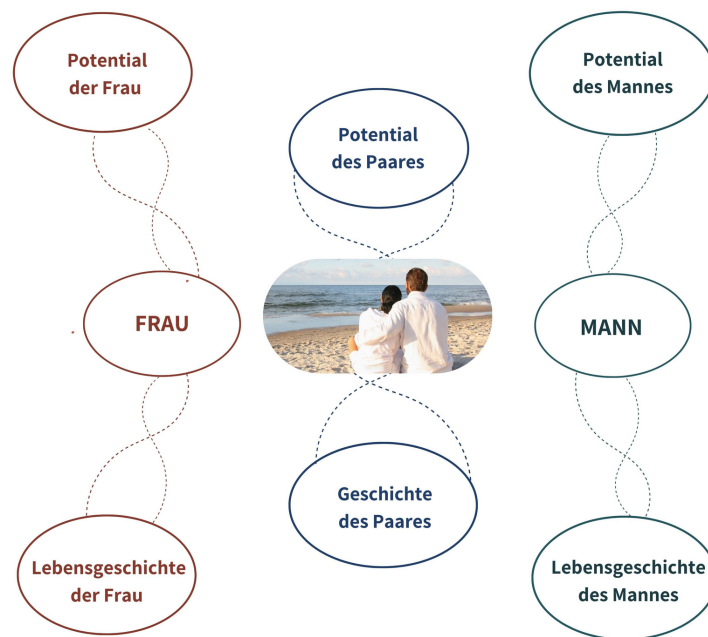 Potential
der Frau
Potential
des Paares
Potential
des Mannes
FRAU
MANN
Lebensgeschichte
der Frau
Geschichte
des Paares
Lebensgeschichte
des Mannes